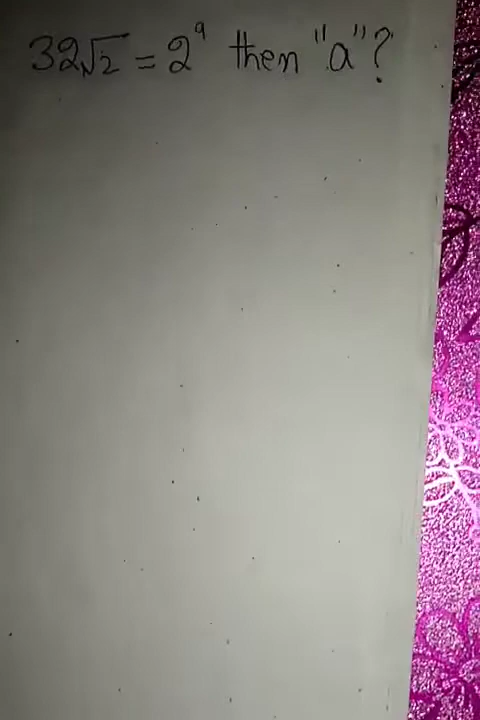 32√2 = 2ᵃ then "a"?